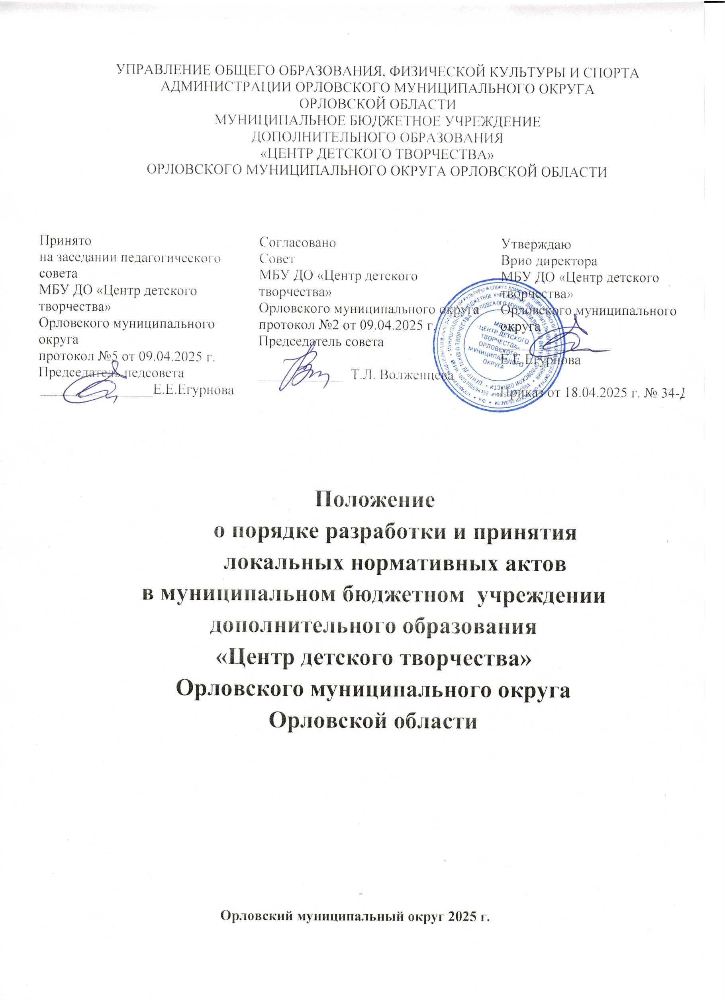 УПРАВЛЕНИЕ ОБЩЕГО ОБРАЗОВАНИЯ, ФИЗИЧЕСКОЙ КУЛЬТУРЫ И СПОРТА
АДМИНИСТРАЦИИ ОРЛОВСКОГО МУНИЦИПАЛЬНОГО ОКРУГА
ОРЛОВСКОЙ ОБЛАСТИ
МУНИЦИПАЛЬНОЕ БЮДЖЕТНОЕ УЧРЕЖДЕНИЕ
ДОПОЛНИТЕЛЬНОГО ОБРАЗОВАНИЯ
«ЦЕНТР ДЕТСКОГО ТВОРЧЕСТВА»
ОРЛОВСКОГО МУНИЦИПАЛЬНОГО ОКРУГА ОРЛОВСКОЙ ОБЛАСТИ
Принято
на заседании педагогического
совета
МБУ ДО «Центр детского
творчества»
Орловского муниципального
округа
протокол №5 от 09.04.2025 г.
Председатель педсовета
Е.Е.Егурнова
Согласовано
Совет
МБУ ДО «Центр детского
творчества»
Орловского муниципального округа
протокол №2 от 09.04.2025 г.
Председатель совета
Т.Л. Волженцева
Утверждаю
Врио директора
МБУ ДО «Центр детского
творчества»
Орловского муниципального
округа
Е.Е.Егурнова
Приказ от 18.04.2025 г. № 34-Д
МБУ ДО
«ЦЕНТР ДЕТСКОГО
ТВОРЧЕСТВА»
ОРЛОВСКОГО
МУНИЦИПАЛЬНОГО
ОКРУГА
Положение
о порядке разработки и принятия
локальных нормативных актов
в муниципальном бюджетном учреждении
дополнительного образования
«Центр детского творчества»
Орловского муниципального округа
Орловской области
Орловский муниципальный округ 2025 г.